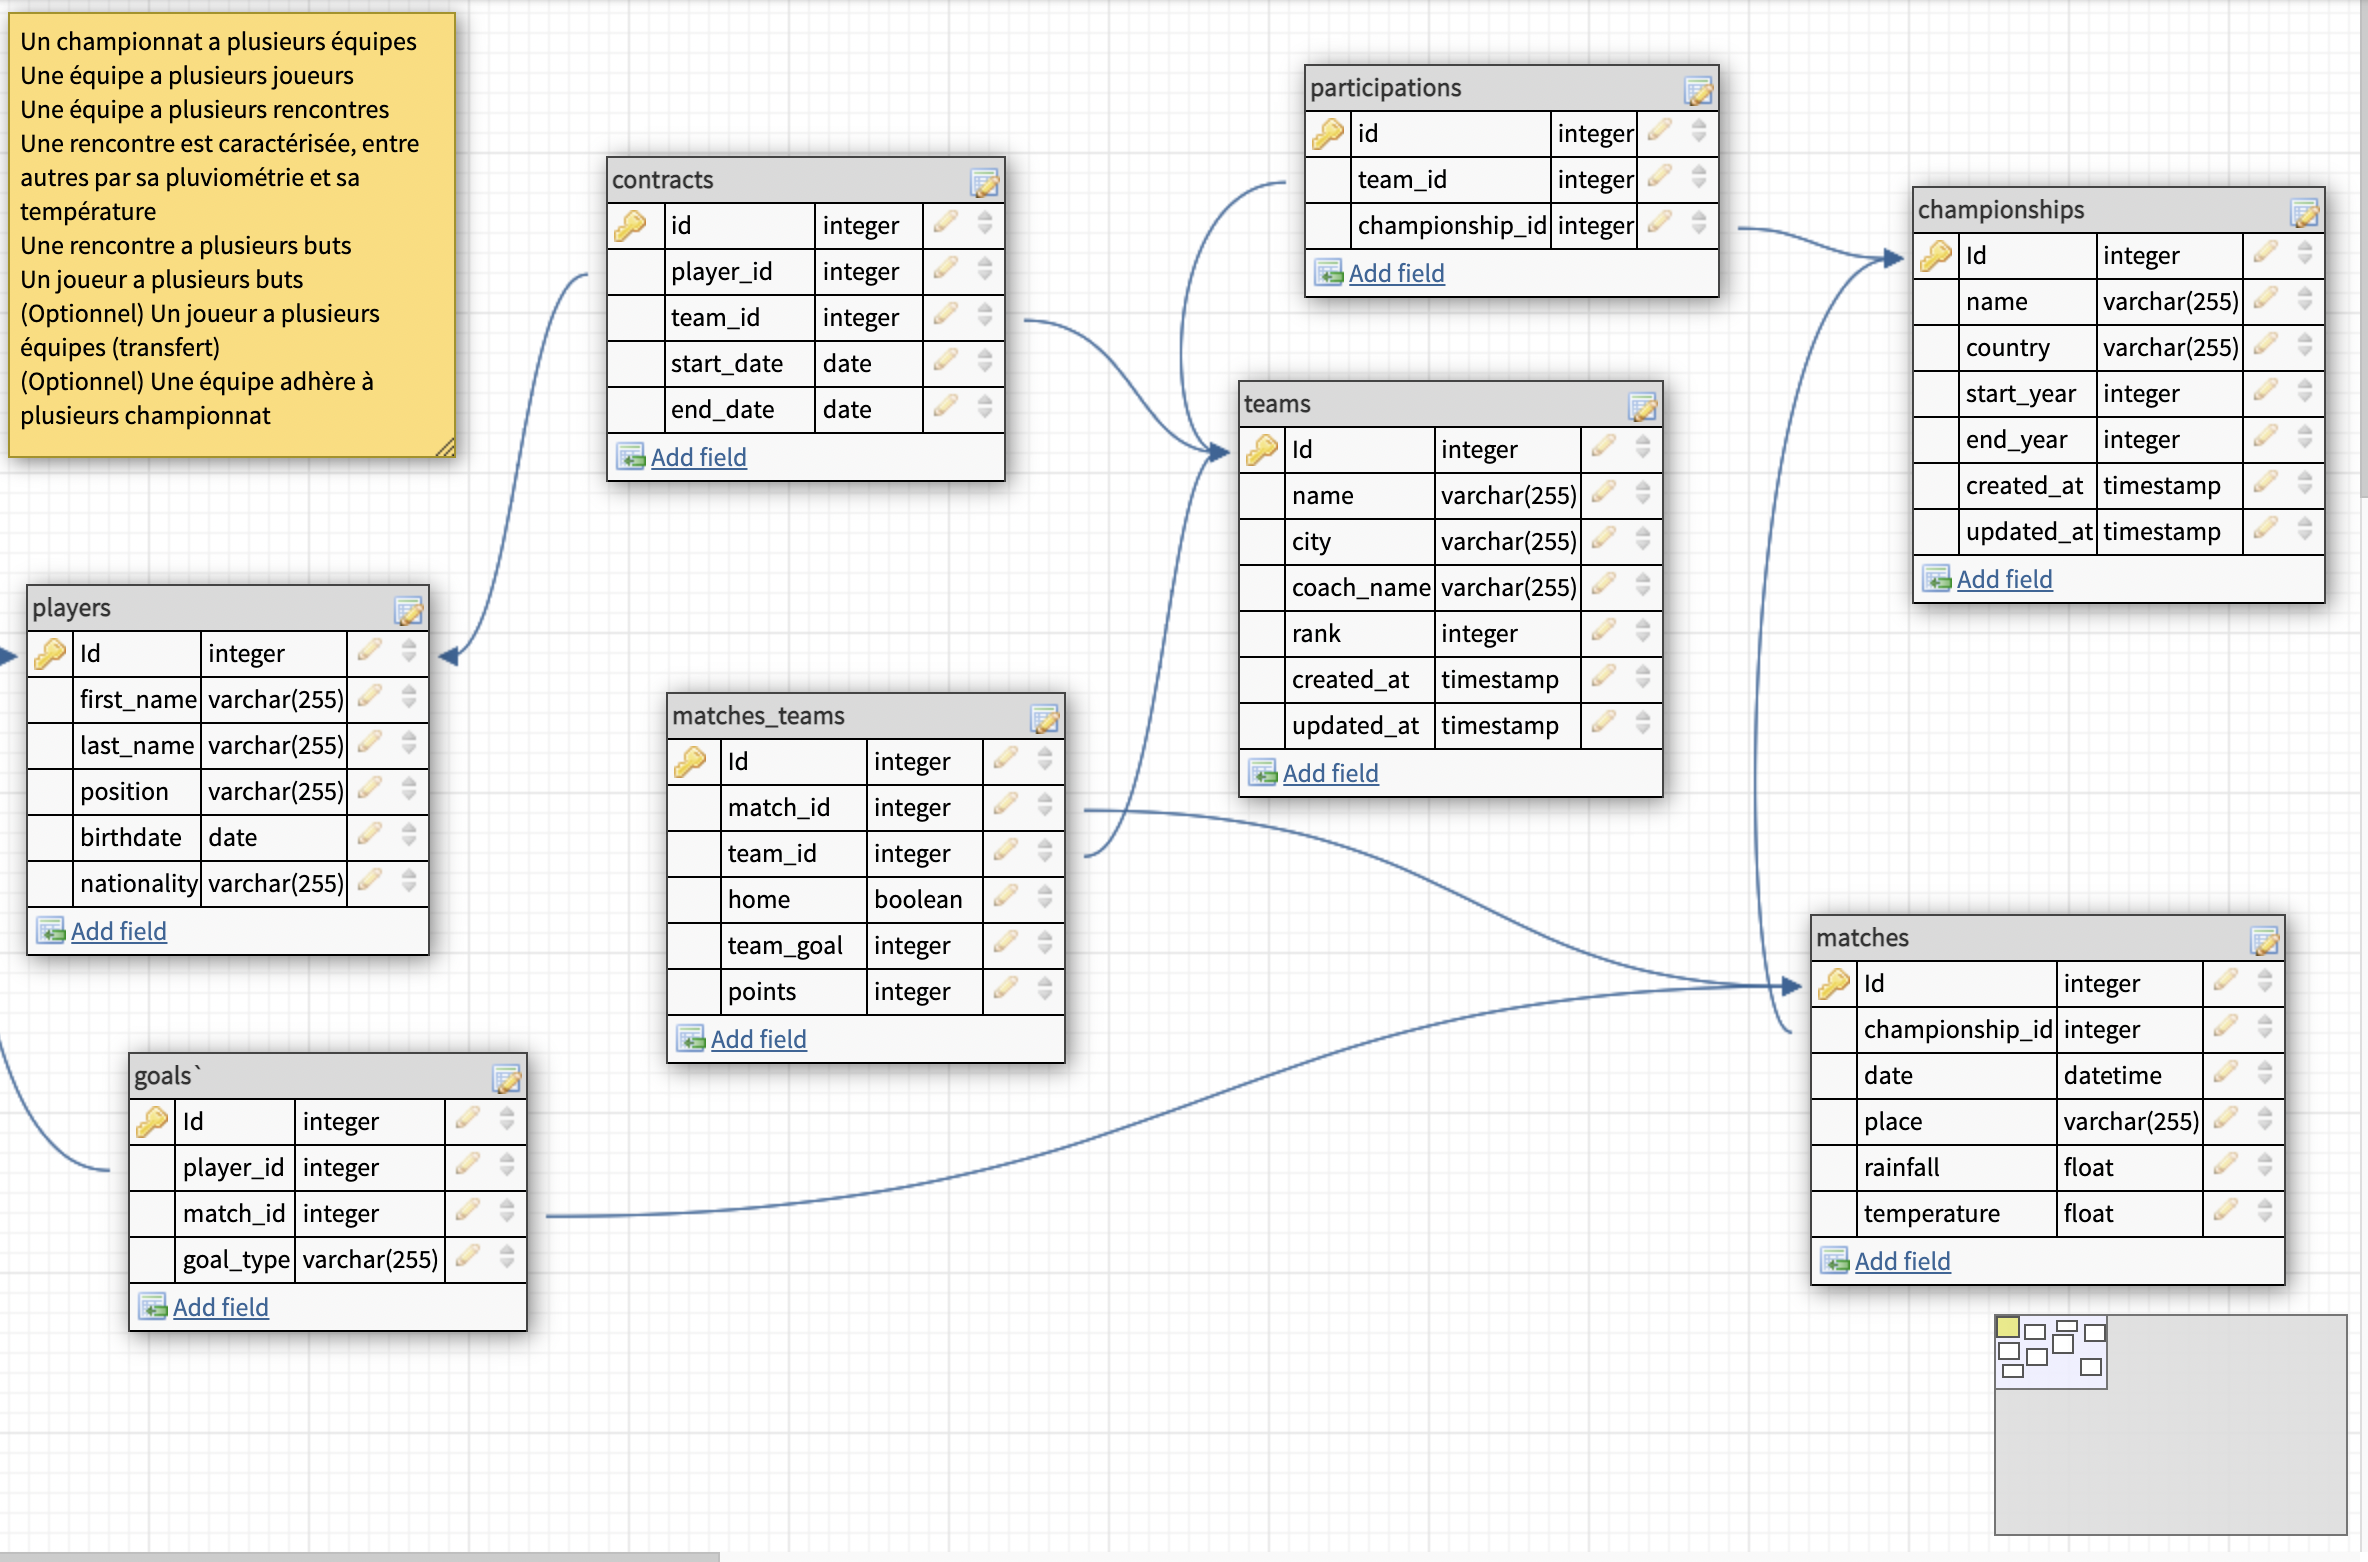 Un championnat a plusieurs équipes
Une équipe a plusieurs joueurs
Une équipe a plusieurs rencontres
Une rencontre est caractérisée, entre
autres par sa pluviométrie et sa
température
Une rencontre a plusieurs buts
Un joueur a plusieurs buts
(Optionnel) Un joueur a plusieurs
équipes (transfert)
(Optionnel) Une équipe adhère à
plusieurs championnat
contracts
id integer
player_id integer
team_id integer
start_date date
end_date date
Add field
participations
id integer
team_id integer
championship_id integer
Add field
championships
Id integer
name varchar(255)
country varchar(255)
start_year integer
end_year integer
created_at timestamp
updated_at timestamp
Add field
teams
Id integer
name varchar(255)
city varchar(255)
coach_name varchar(255)
rank integer
created_at timestamp
updated_at timestamp
Add field
players
Id integer
first_name varchar(255)
last_name varchar(255)
position varchar(255)
birthdate date
nationality varchar(255)
Add field
matches_teams
Id integer
match_id integer
team_id integer
home boolean
team_goal integer
points integer
Add field
matches
Id integer
championship_id integer
date datetime
place varchar(255)
rainfall float
temperature float
Add field
goals`
Id integer
player_id integer
match_id integer
goal_type varchar(255)
Add field